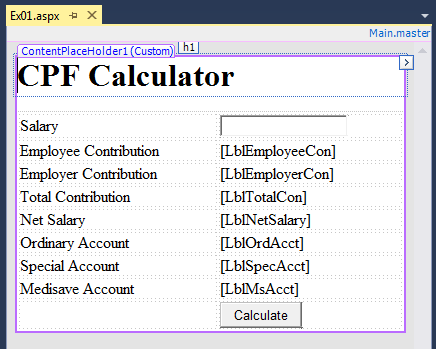 Ex01.aspx
Main.master
ContentPlaceHolder1 (Custom) h1
CPF Calculator
Salary
Employee Contribution [LblEmployeeCon]
Employer Contribution [LblEmployerCon]
Total Contribution [LblTotalCon]
Net Salary [LblNetSalary]
Ordinary Account [LblOrdAcct]
Special Account [LblSpecAcct]
Medisave Account [LblMsAcct]
Calculate